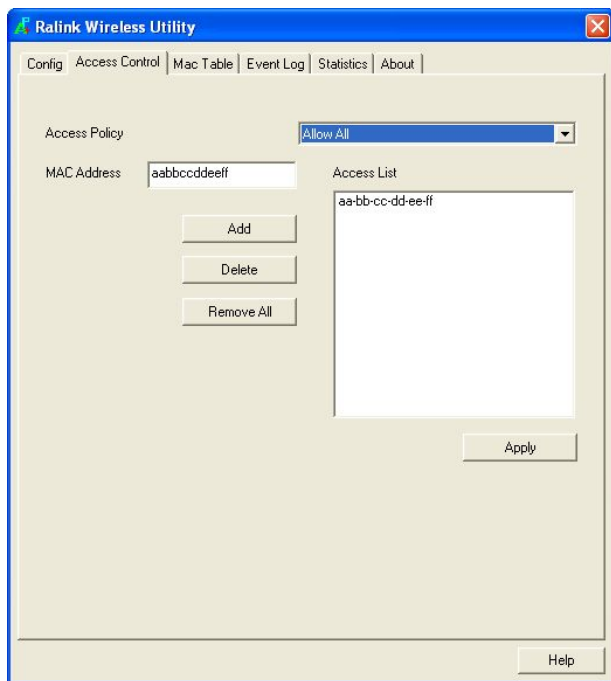 Ralink Wireless Utility
Config Access Control Mac Table Event Log Statistics About
Access Policy Allow All
MAC Address aabbccddeeff Access List
aa-bb-cc-dd-ee-ff
Add
Delete
Remove All
Apply
Help